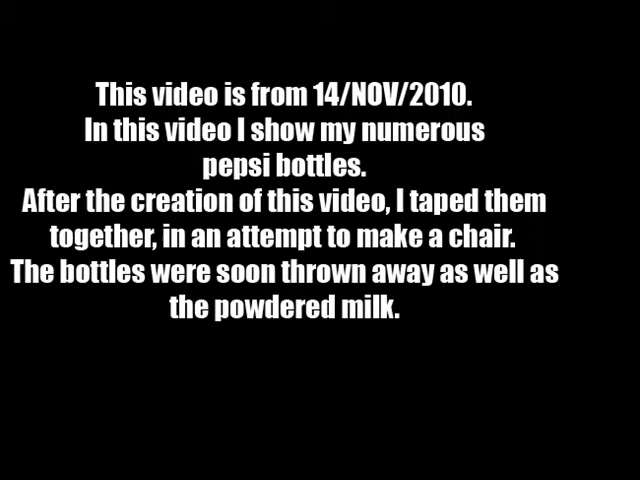 This video is from 14/NOV/2010.
In this video I show my numerous
pepsi bottles.
After the creation of this video, I taped them
together, in an attempt to make a chair.
The bottles were soon thrown away as well as
the powdered milk.